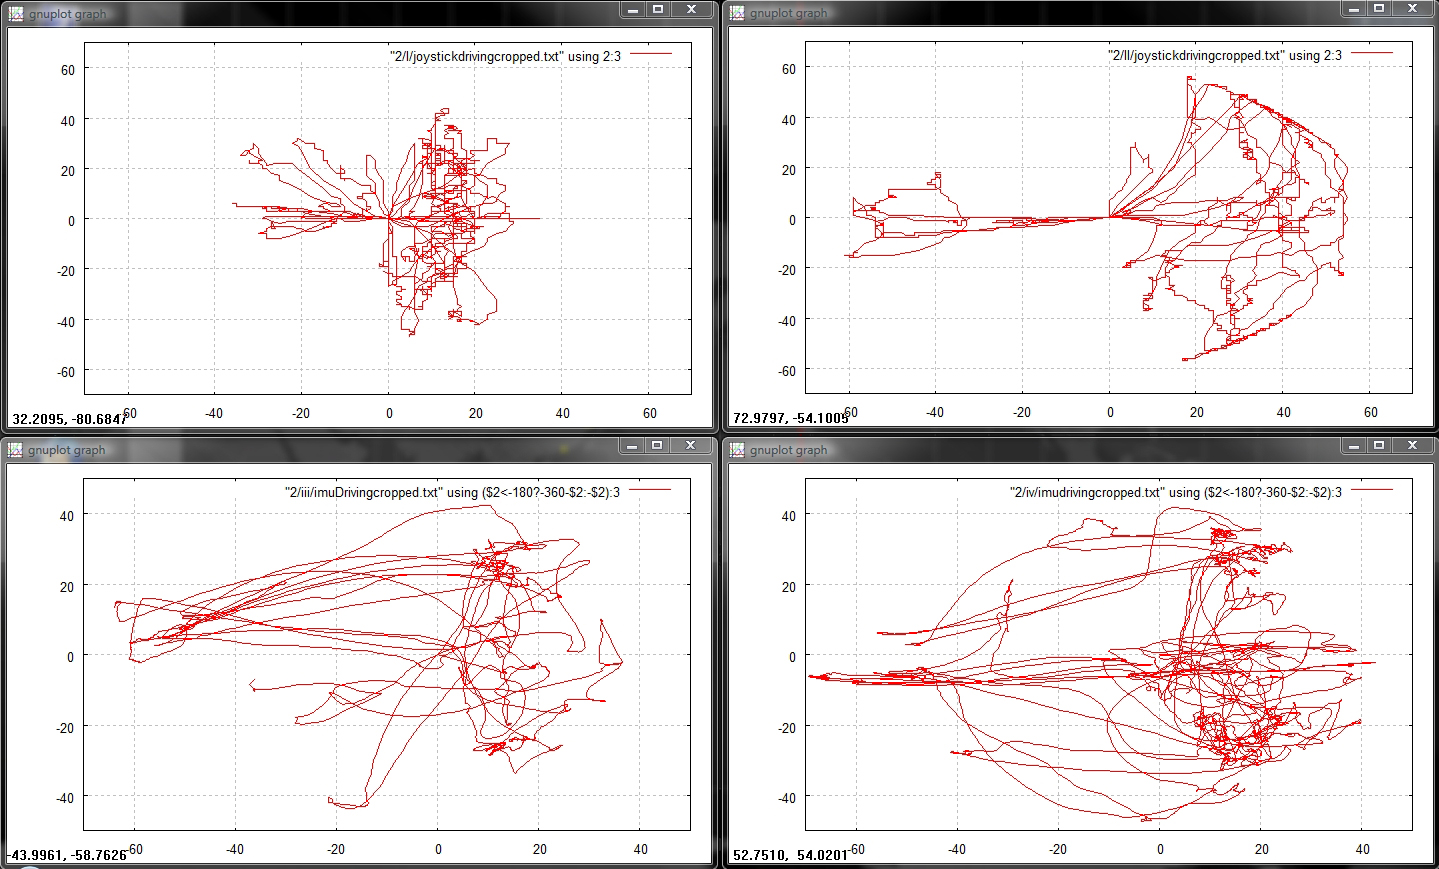 gnuplot graph
"2/I/joystickdrivingcropped.txt" using 2:3
60
40
20
0
-20
-40
-60
-60 -40 -20 0 20 40 60
32.2095, -80.6847
gnuplot graph
"2/II/joystickdrivingcropped.txt" using 2:3
60
40
20
0
-20
-40
-60
-60 -40 -20 0 20 40 60
72.9797, -54.1005
gnuplot graph
"2/iii/imuDrivingcropped.txt" using ($2<-180?-360-$2:-$2):3
40
20
0
-20
-40
-60 -40 -20 0 20 40
-43.9961, -58.7626
gnuplot graph
"2/iv/imudrivingcropped.txt" using ($2<-180?-360-$2:-$2):3
40
20
0
-20
-40
-60 -40 -20 0 20 40
52.7510, 54.0201